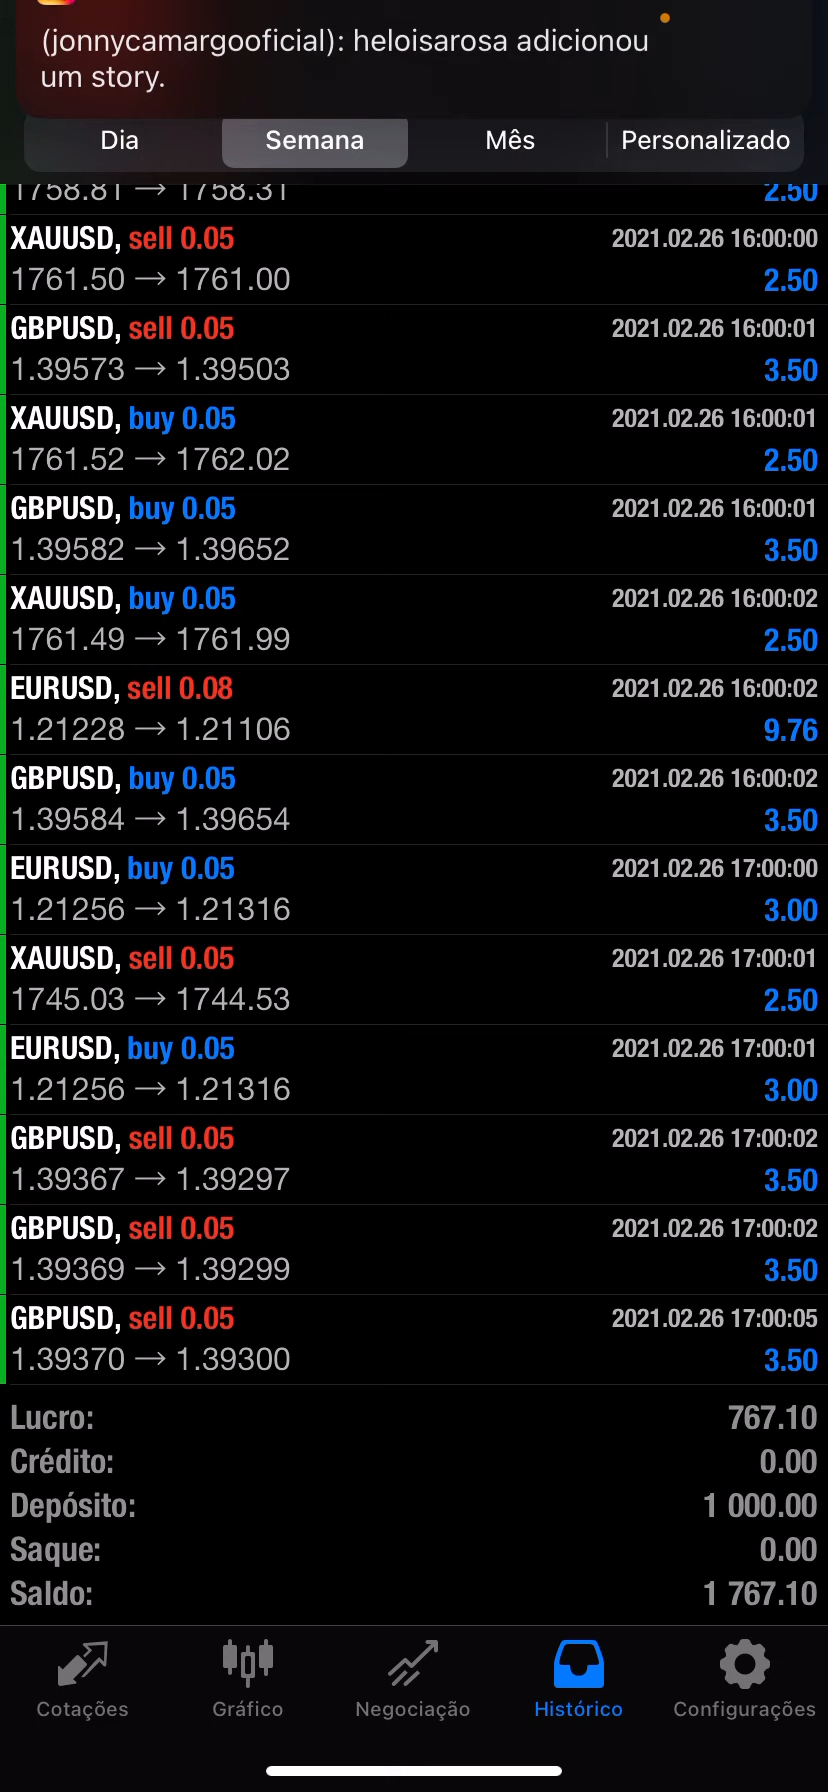 (jonnycamargooficial): heloisarosa adicionou
um story.
Dia Semana Mês Personalizado
1758.81 → 1758.31 2.50
XAUUSD, sell 0.05 2021.02.26 16:00:00
1761.50 → 1761.00 2.50
GBPUSD, sell 0.05 2021.02.26 16:00:01
1.39573 → 1.39503 3.50
XAUUSD, buy 0.05 2021.02.26 16:00:01
1761.52 → 1762.02 2.50
GBPUSD, buy 0.05 2021.02.26 16:00:01
1.39582 → 1.39652 3.50
XAUUSD, buy 0.05 2021.02.26 16:00:02
1761.49 → 1761.99 2.50
EURUSD, sell 0.08 2021.02.26 16:00:02
1.21228 → 1.21106 9.76
GBPUSD, buy 0.05 2021.02.26 16:00:02
1.39584 → 1.39654 3.50
EURUSD, buy 0.05 2021.02.26 17:00:00
1.21256 → 1.21316 3.00
XAUUSD, sell 0.05 2021.02.26 17:00:01
1745.03 → 1744.53 2.50
EURUSD, buy 0.05 2021.02.26 17:00:01
1.21256 → 1.21316 3.00
GBPUSD, sell 0.05 2021.02.26 17:00:02
1.39367 → 1.39297 3.50
GBPUSD, sell 0.05 2021.02.26 17:00:02
1.39369 → 1.39299 3.50
GBPUSD, sell 0.05 2021.02.26 17:00:05
1.39370 → 1.39300 3.50
Lucro: 767.10
Crédito: 0.00
Depósito: 1 000.00
Saque: 0.00
Saldo: 1 767.10
Cotações Gráfico Negociação Histórico Configurações